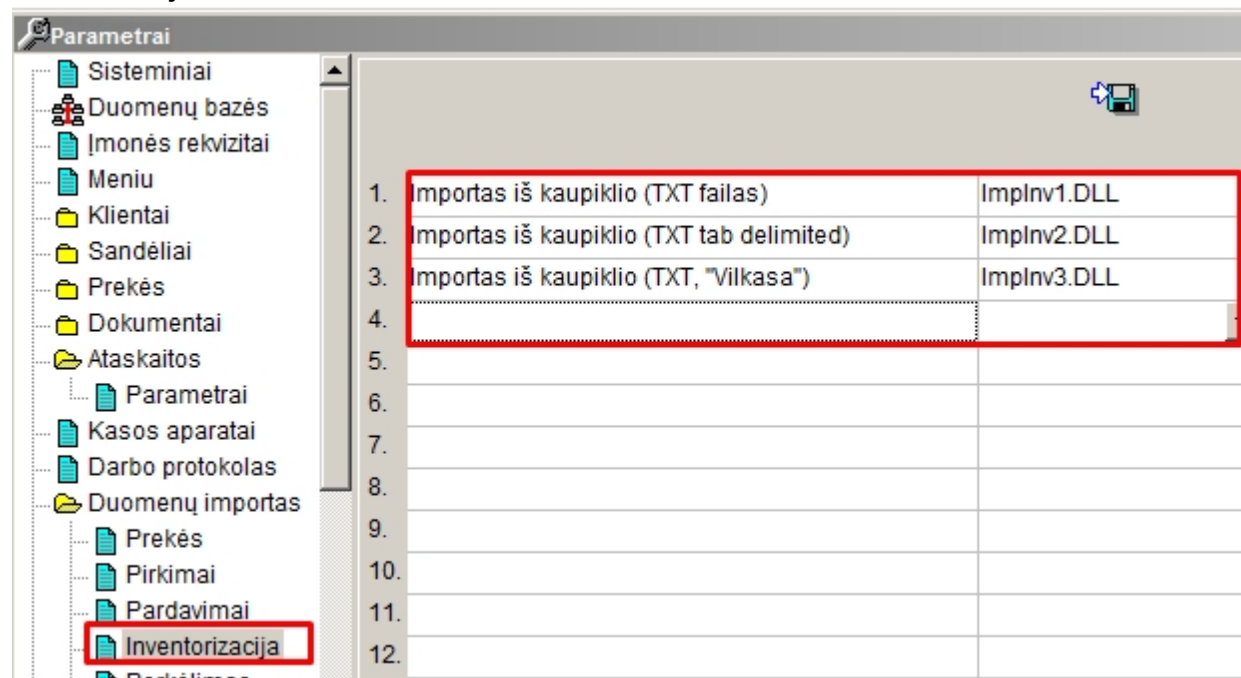 Parametrai
Sisteminiai
Duomenų bazės
Įmonės rekvizitai
Meniu
Klientai
Sandėliai
Prekės
Dokumentai
Ataskaitos
Parametrai
Kasos aparatai
Darbo protokolas
Duomenų importas
Prekės
Pirkimai
Pardavimai
Inventorizacija
1. Importas iš kaupiklio (TXT failas) ImpInv1.DLL
2. Importas iš kaupiklio (TXT tab delimited) ImpInv2.DLL
3. Importas iš kaupiklio (TXT, "Vilkasa") ImpInv3.DLL
4.
5.
6.
7.
8.
9.
10.
11.
12.